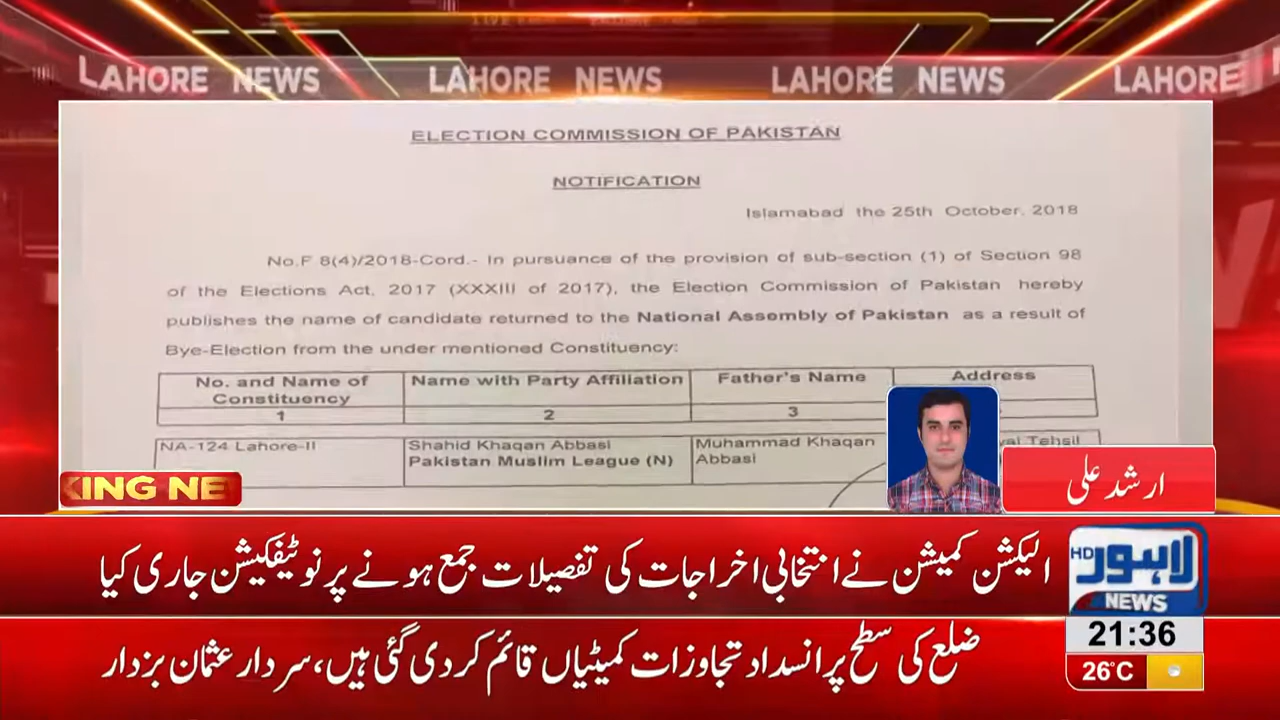 LAHORE NEWS LAHORE NEWS LAHORE NEWS LAHORE
ELECTION COMMISSION OF PAKISTAN
NOTIFICATION
Islamabad the 25th October, 2018
No.F 8(4)/2018-Cord.- In pursuance of the provision of sub-section (1) of Section 98
of the Elections Act, 2017 (XXXIII of 2017), the Election Commission of Pakistan hereby
publishes the name of candidate returned to the National Assembly of Pakistan as a result of
Bye-Election from the under mentioned Constituency:
No. and Name of Constituency Name with Party Affiliation Father's Name Address
1 2 3
NA-124 Lahore-II Shahid Khaqan Abbasi Muhammad Khaqan Tehsil
Pakistan Muslim League (N) Abbasi
KING NE
ارشد علی
الیکشن کمیشن نے انتخابی اخراجات کی تفصیلات جمع ہونے پر نوٹیفکیشن جاری کیا
لاہور HD
NEWS
21:36
ضلع کی سطح پر انسداد تجاوزات کمیٹیاں قائم کر دی گئی ہیں، سردار عثمان بزدار
26°C